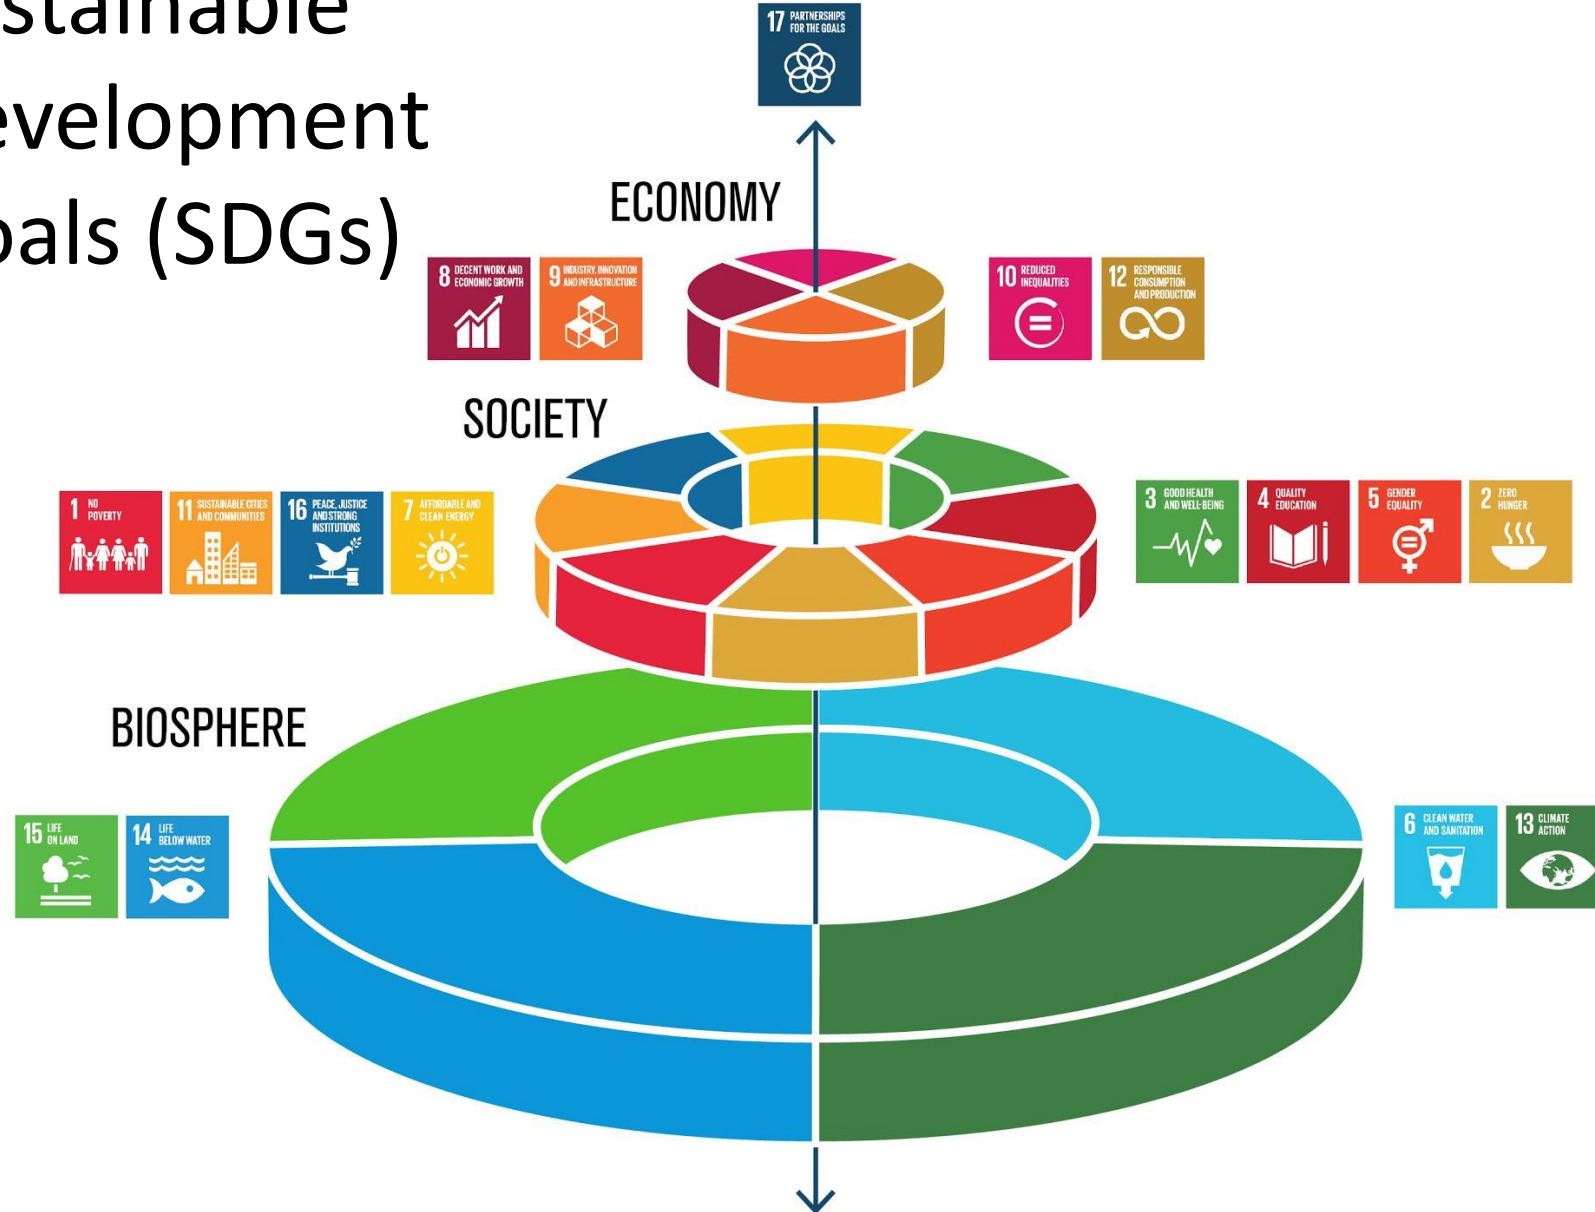 stainable
evelopment
oals (SDGs)
17 PARTNERSHIPS
FOR THE GOALS
ECONOMY
8 DECENT WORK AND
ECONOMIC GROWTH
9 INDUSTRY, INNOVATION
AND INFRASTRUCTURE
10 REDUCED
INEQUALITIES
12 RESPONSIBLE
CONSUMPTION
AND PRODUCTION
SOCIETY
1 NO
POVERTY
11 SUSTAINABLE CITIES
AND COMMUNITIES
16 PEACE, JUSTICE
AND STRONG
INSTITUTIONS
7 AFFORDABLE AND
CLEAN ENERGY
3 GOOD HEALTH
AND WELL-BEING
4 QUALITY
EDUCATION
5 GENDER
EQUALITY
2 ZERO
HUNGER
BIOSPHERE
15 LIFE
ON LAND
14 LIFE
BELOW WATER
6 CLEAN WATER
AND SANITATION
13 CLIMATE
ACTION